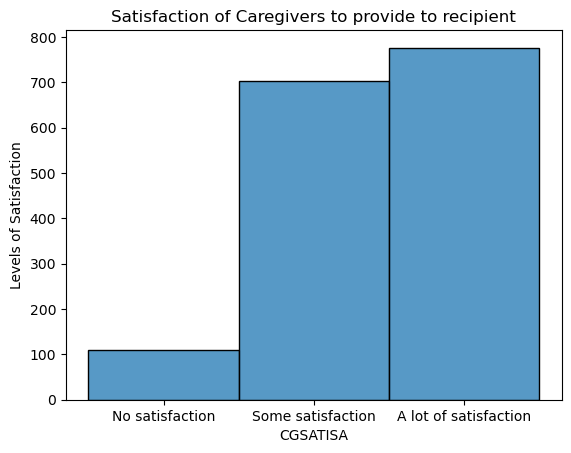 Satisfaction of Caregivers to provide to recipient
800
700
600
500
400
300
200
100
0
Levels of Satisfaction
No satisfaction
Some satisfaction
A lot of satisfaction
CGSATISA